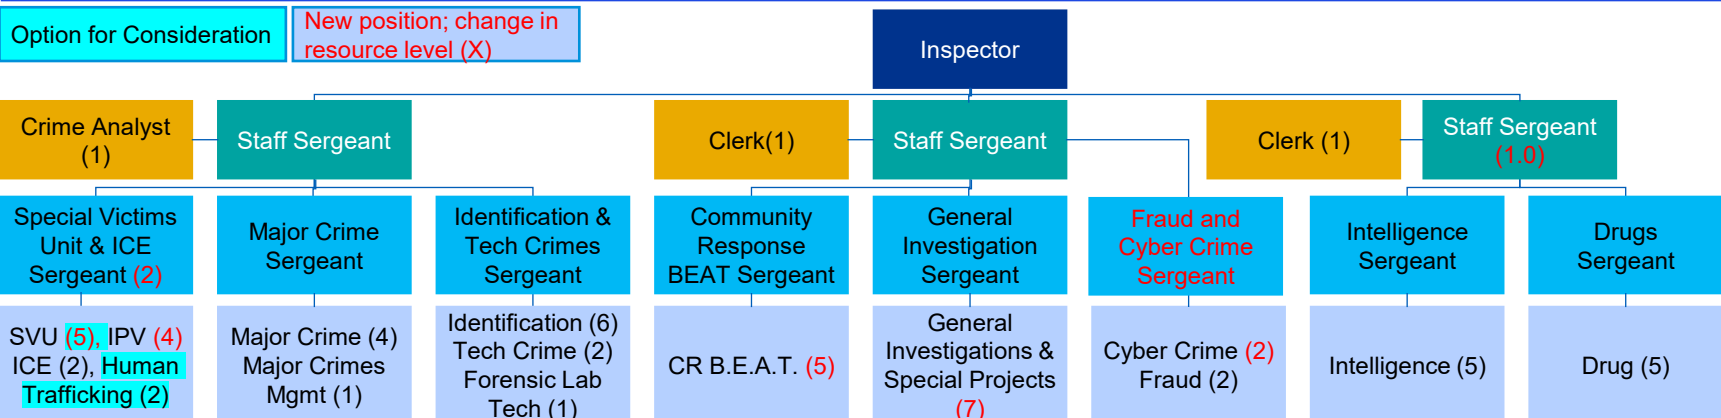 Option for Consideration
New position; change in
resource level (X)
Inspector
Crime Analyst
(1)
Staff Sergeant
Clerk(1)
Staff Sergeant
Clerk (1)
Staff Sergeant
(1.0)
Special Victims
Unit & ICE
Sergeant (2)
Major Crime
Sergeant
Identification &
Tech Crimes
Sergeant
Community
Response
BEAT Sergeant
General
Investigation
Sergeant
Fraud and
Cyber Crime
Sergeant
Intelligence
Sergeant
Drugs
Sergeant
SVU (5), IPV (4)
ICE (2), Human
Trafficking (2)
Major Crime (4)
Major Crimes
Mgmt (1)
Identification (6)
Tech Crime (2)
Forensic Lab
Tech (1)
CR B.E.A.T. (5)
General
Investigations &
Special Projects
(7)
Cyber Crime (2)
Fraud (2)
Intelligence (5)
Drug (5)